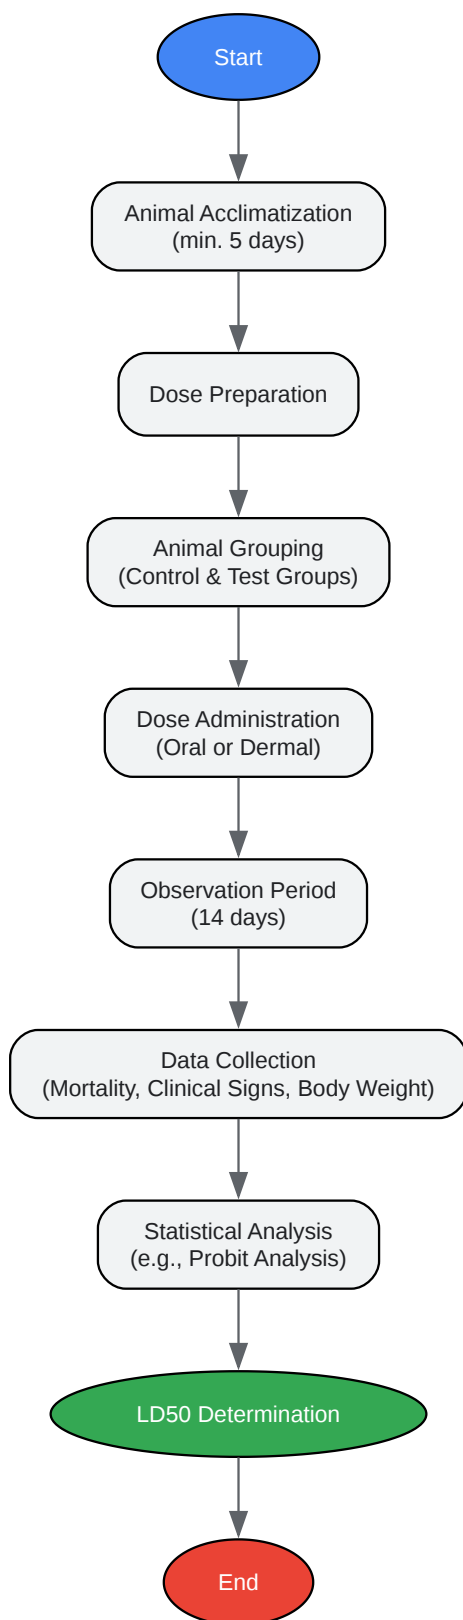 Start
Animal Acclimatization
(min. 5 days)
Dose Preparation
Animal Grouping
(Control & Test Groups)
Dose Administration
(Oral or Dermal)
Observation Period
(14 days)
Data Collection
(Mortality, Clinical Signs, Body Weight)
Statistical Analysis
(e.g., Probit Analysis)
LD50 Determination
End